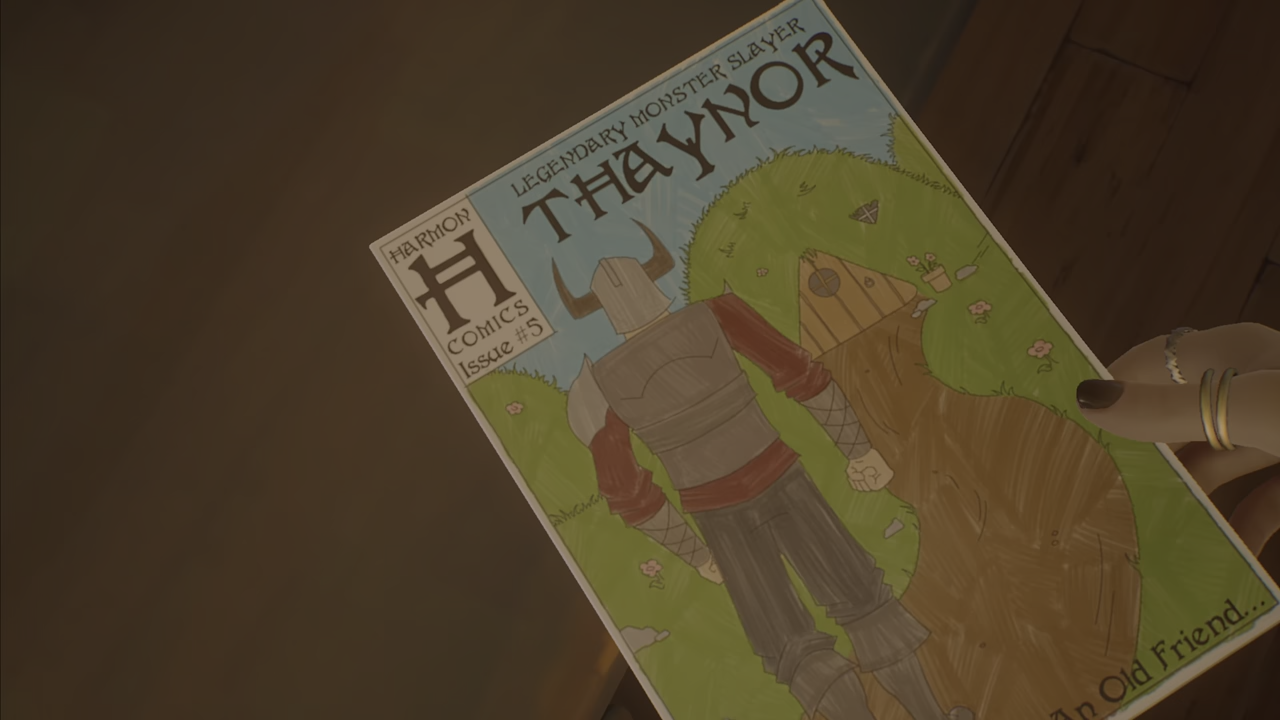 LEGENDARY MONSTER SLAYER
THAYNOR
HARMON
H
COMICS
Issue #5
An Old Friend...